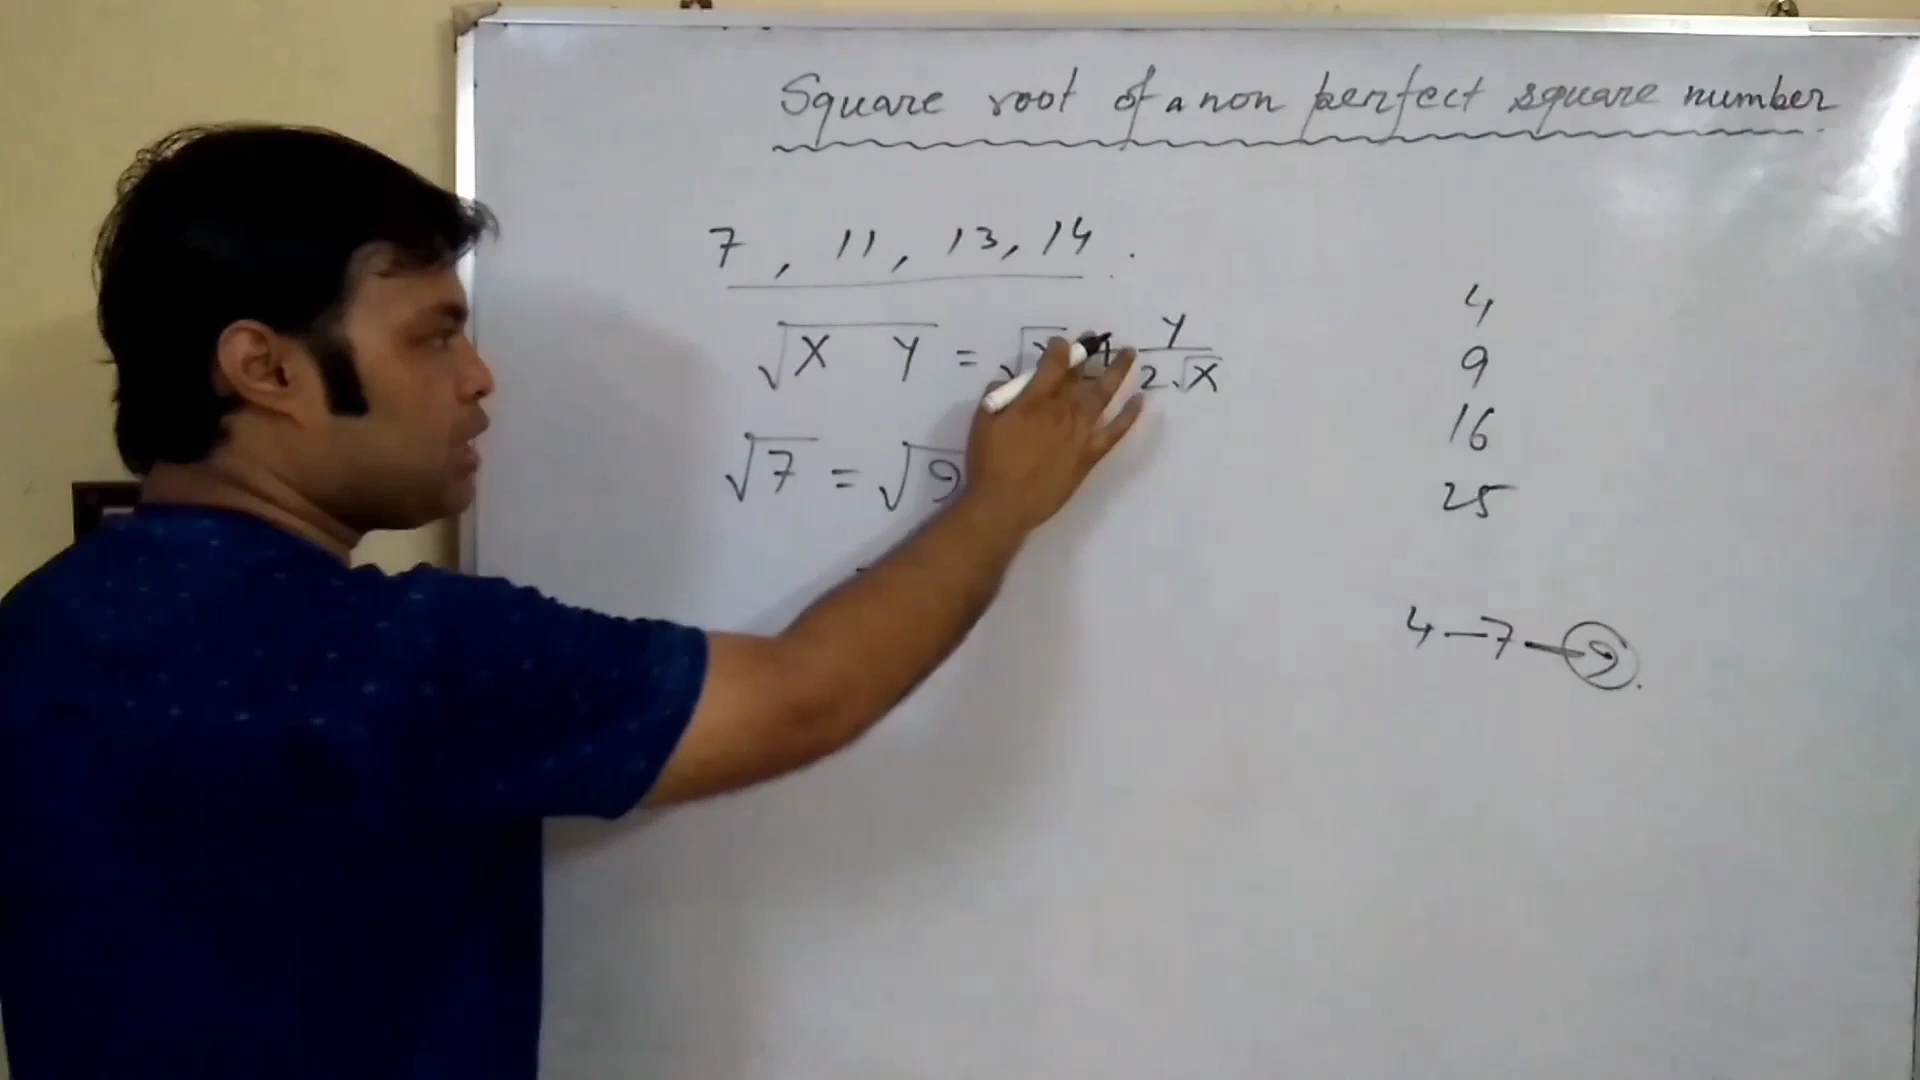 Square root of a non perfect square number
7 , 11 , 13, 14 .
√X Y = √ Y/2√X
√7 = √9
4
9
16
25
4 — 7 — 9 .